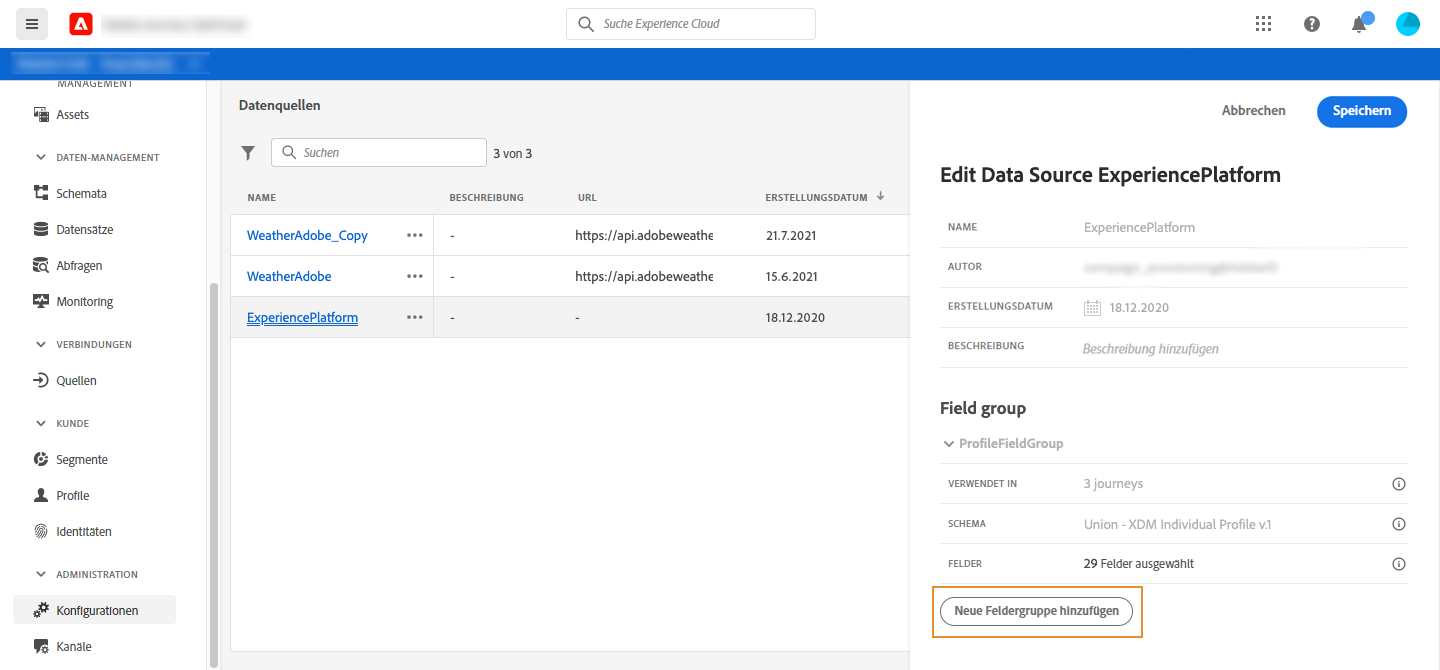 Suche Experience Cloud
MANAGEMENT
Assets
DATEN-MANAGEMENT
Schemata
Datensätze
Abfragen
Monitoring
VERBINDUNGEN
Quellen
KUNDE
Segmente
Profile
Identitäten
ADMINISTRATION
Konfigurationen
Kanäle
Datenquellen
Suchen
3 von 3
NAME BESCHREIBUNG URL ERSTELLUNGSDATUM
WeatherAdobe_Copy - https://api.adobeweathe 21.7.2021
WeatherAdobe - https://api.adobeweathe 15.6.2021
ExperiencePlatform - - 18.12.2020
Abbrechen
Speichern
Edit Data Source ExperiencePlatform
NAME ExperiencePlatform
AUTOR
ERSTELLUNGSDATUM 18.12.2020
BESCHREIBUNG Beschreibung hinzufügen
Field group
ProfileFieldGroup
VERWENDET IN 3 journeys
SCHEMA Union - XDM Individual Profile v.1
FELDER 29 Felder ausgewählt
Neue Feldergruppe hinzufügen